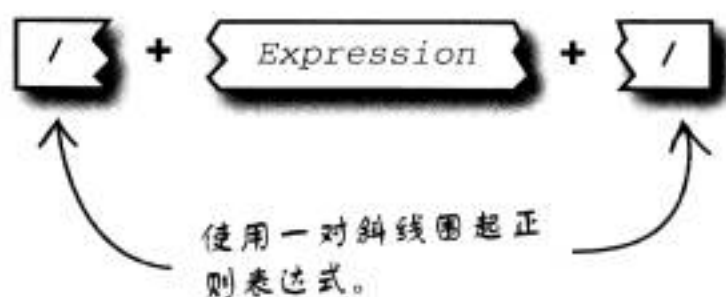 / + Expression + /
使用一对斜线围起正
则表达式。